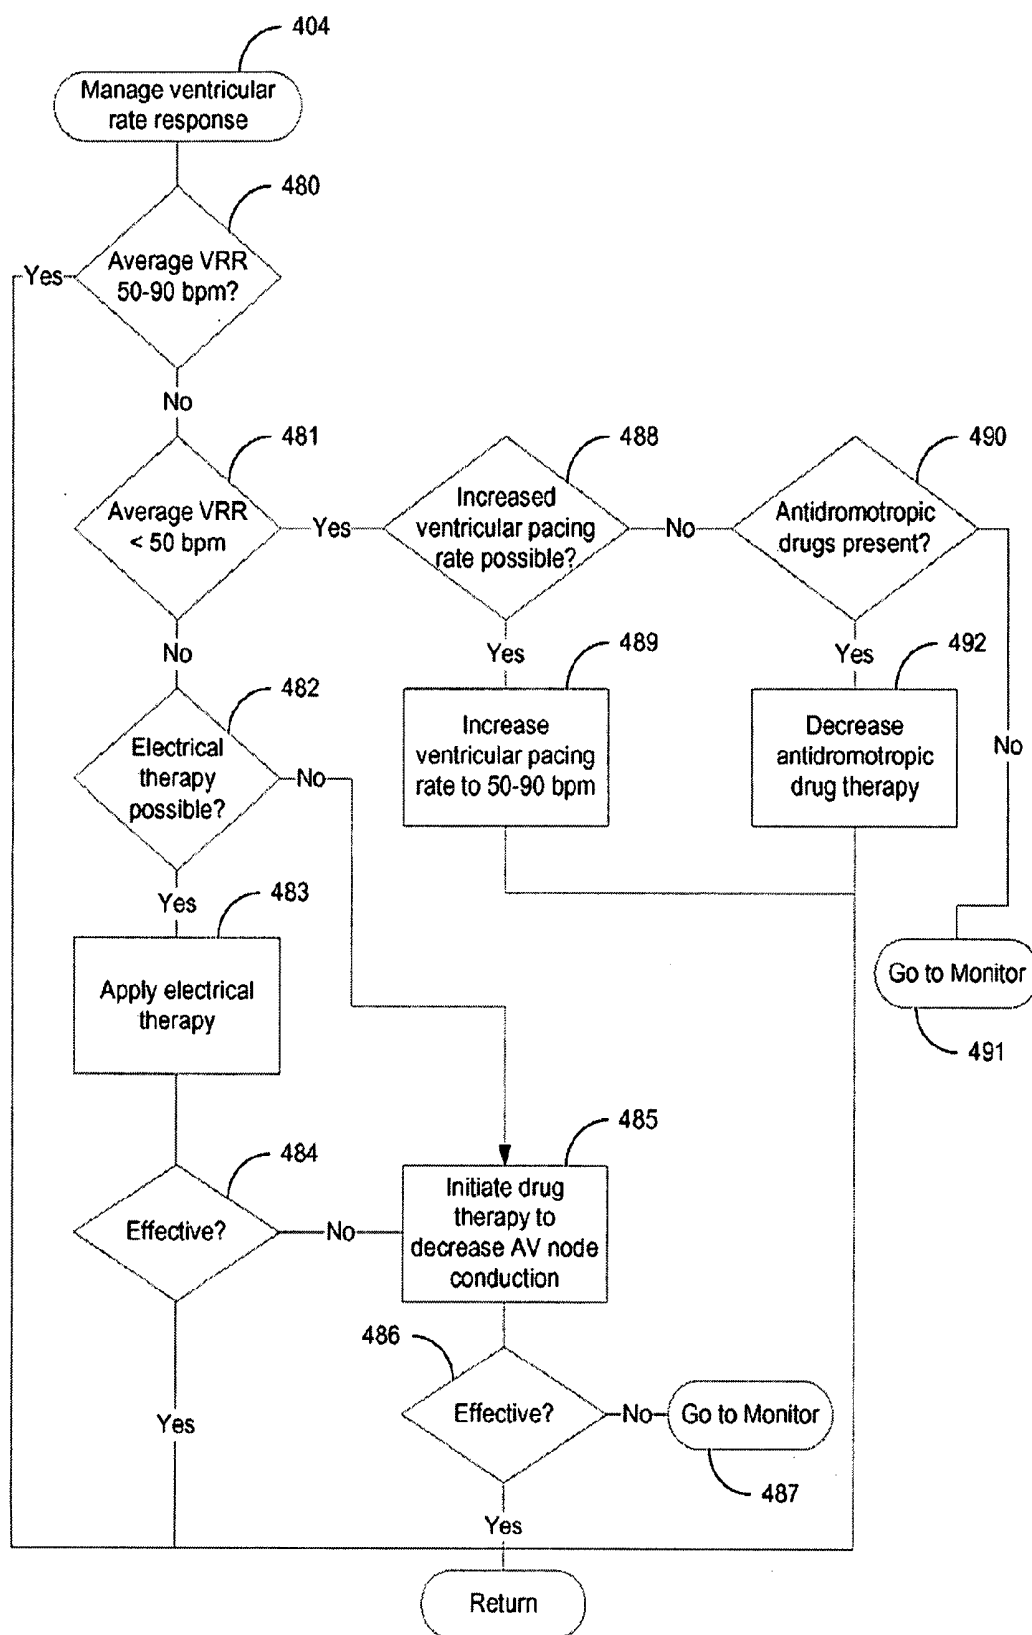 404
Manage ventricular
rate response
480
Average VRR
50-90 bpm?
Yes
No
481
Average VRR
< 50 bpm
Yes
488
Increased
ventricular pacing
rate possible?
No
490
Antidromotropic
drugs present?
No
482
Electrical
therapy
possible?
No
Yes
489
Increase
ventricular pacing
rate to 50-90 bpm
Yes
492
Decrease
antidromotropic
drug therapy
No
Yes
483
Apply electrical
therapy
Go to Monitor
491
484
Effective?
No
485
Initiate drug
therapy to
decrease AV node
conduction
486
Effective?
No
Go to Monitor
487
Yes
Yes
Return